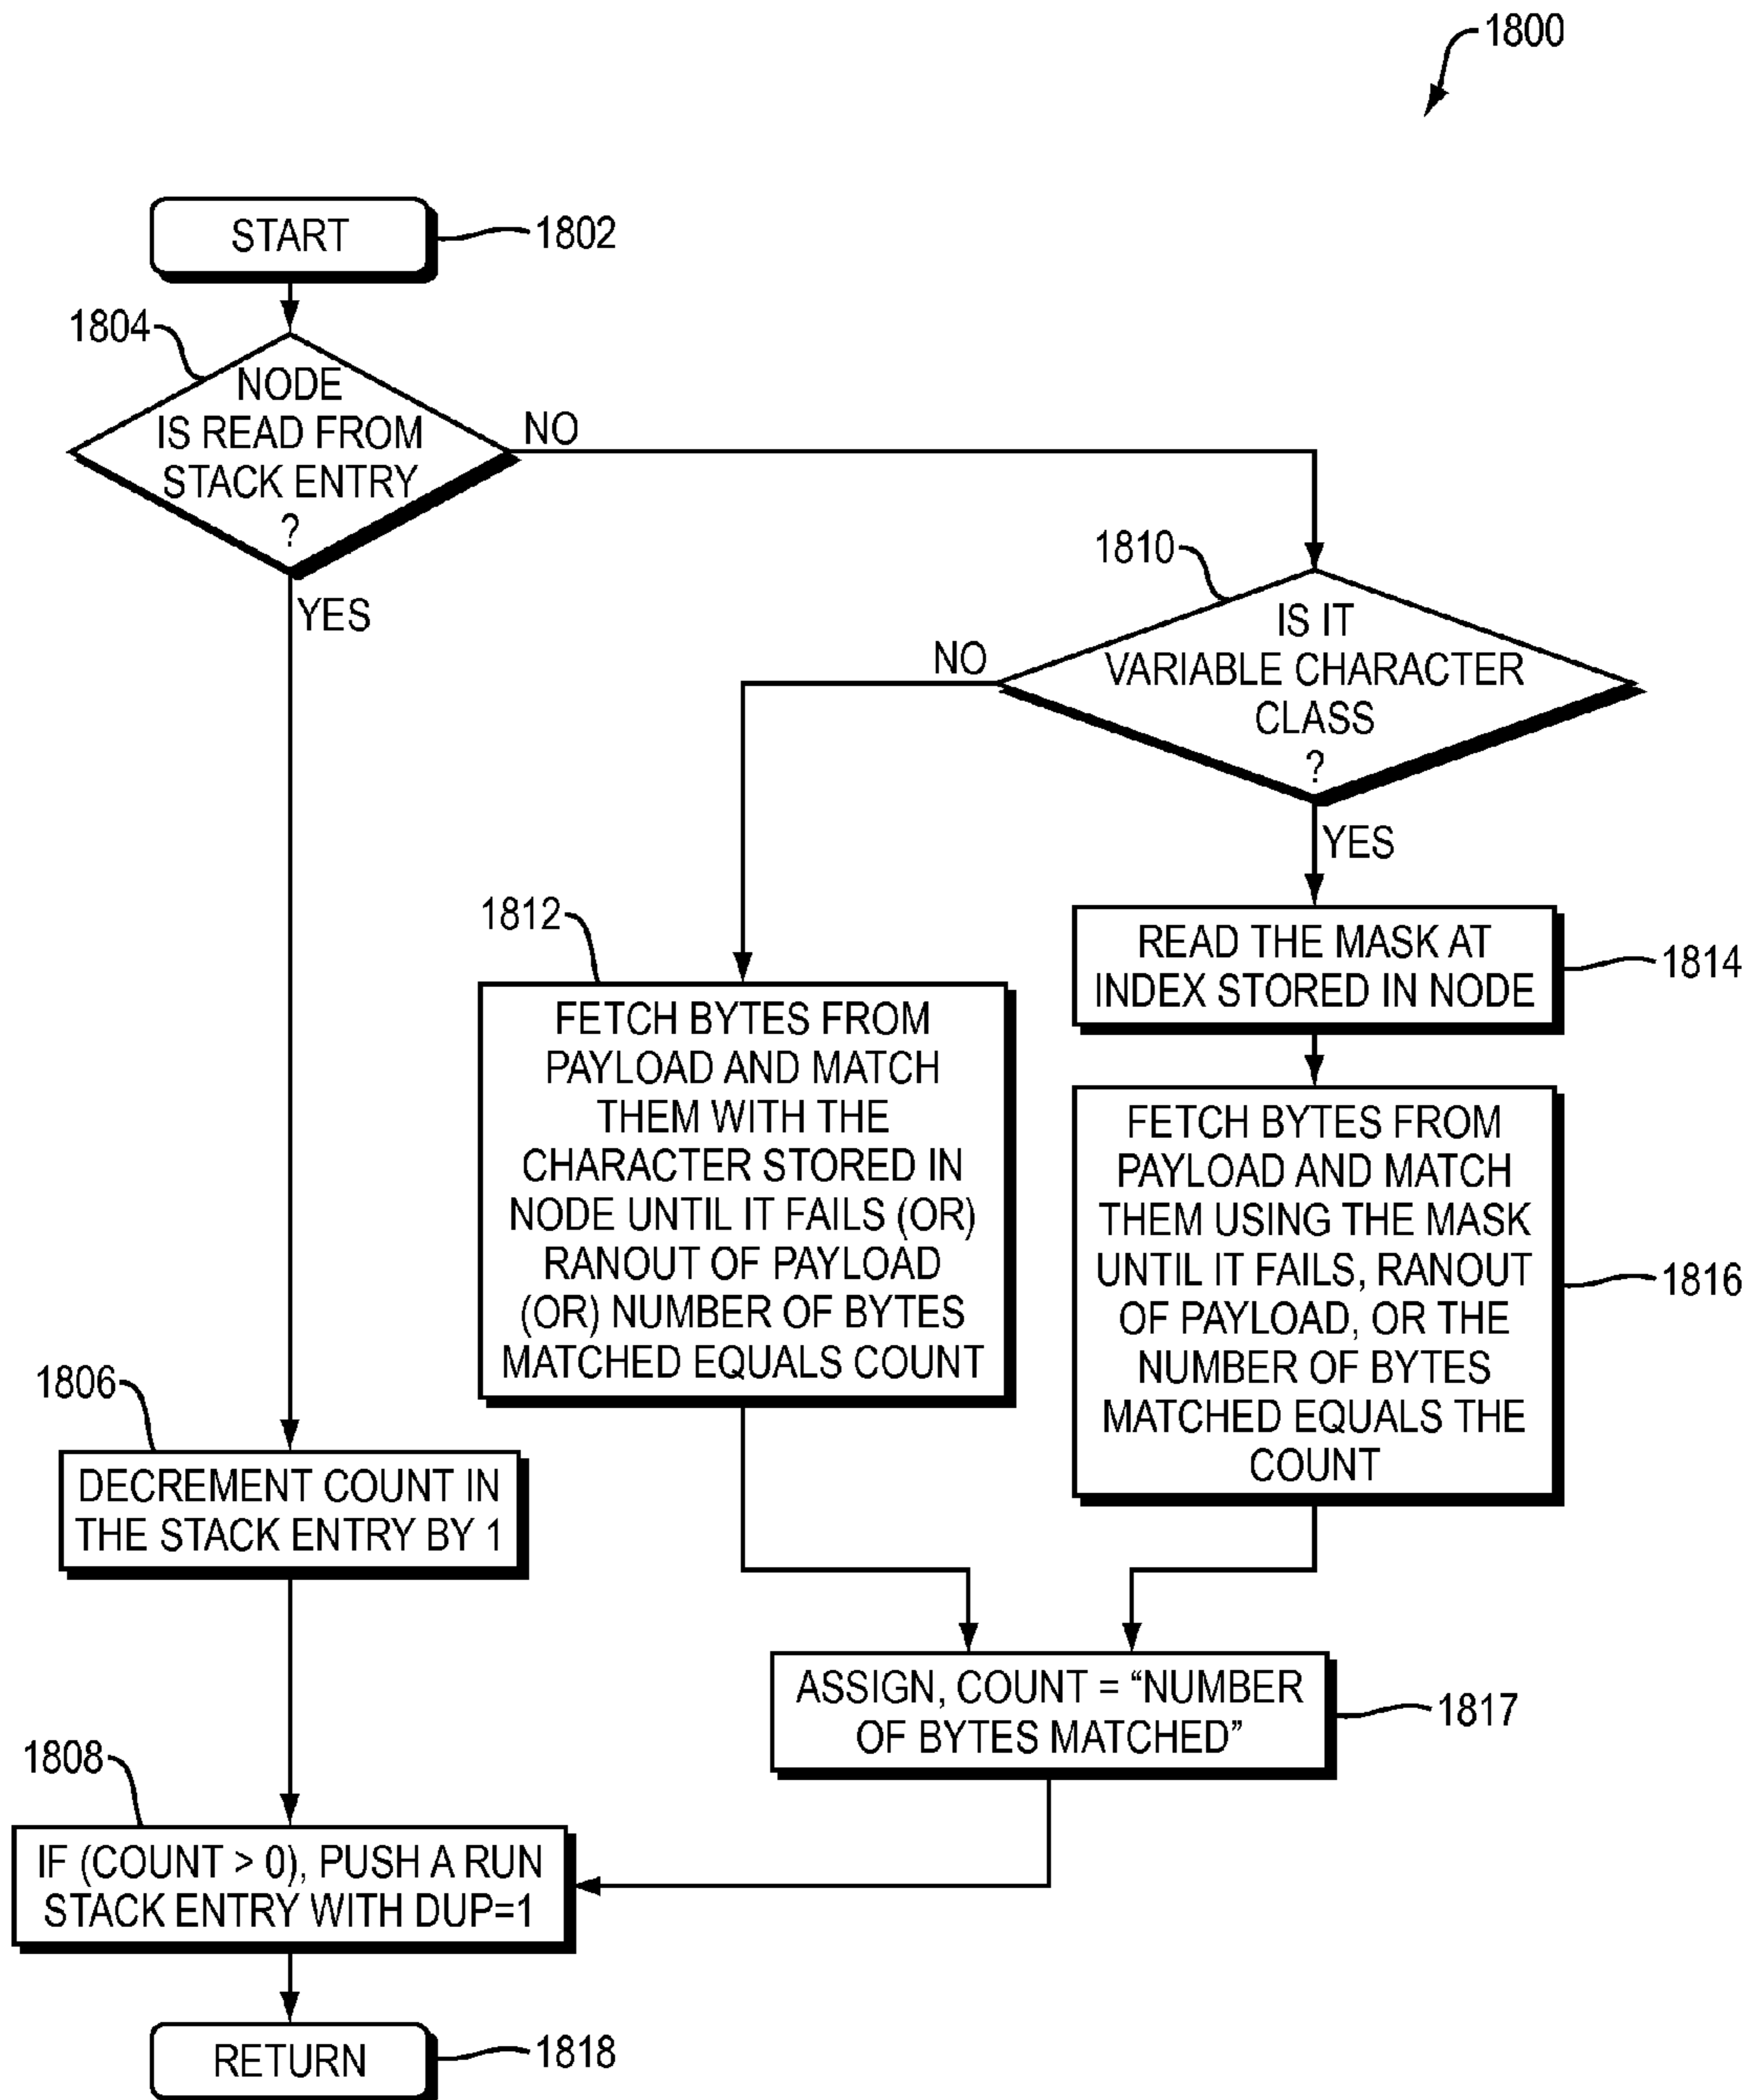 1800
START
1802
1804
NODE
IS READ FROM
STACK ENTRY
?
NO
YES
1810
IS IT
VARIABLE CHARACTER
CLASS
?
NO
YES
1812
FETCH BYTES FROM
PAYLOAD AND MATCH
THEM WITH THE
CHARACTER STORED IN
NODE UNTIL IT FAILS (OR)
RANOUT OF PAYLOAD
(OR) NUMBER OF BYTES
MATCHED EQUALS COUNT
READ THE MASK AT
INDEX STORED IN NODE
1814
FETCH BYTES FROM
PAYLOAD AND MATCH
THEM USING THE MASK
UNTIL IT FAILS, RANOUT
OF PAYLOAD, OR THE
NUMBER OF BYTES
MATCHED EQUALS THE
COUNT
1816
1806
DECREMENT COUNT IN
THE STACK ENTRY BY 1
ASSIGN, COUNT = “NUMBER
OF BYTES MATCHED”
1817
1808
IF (COUNT > 0), PUSH A RUN
STACK ENTRY WITH DUP=1
RETURN
1818